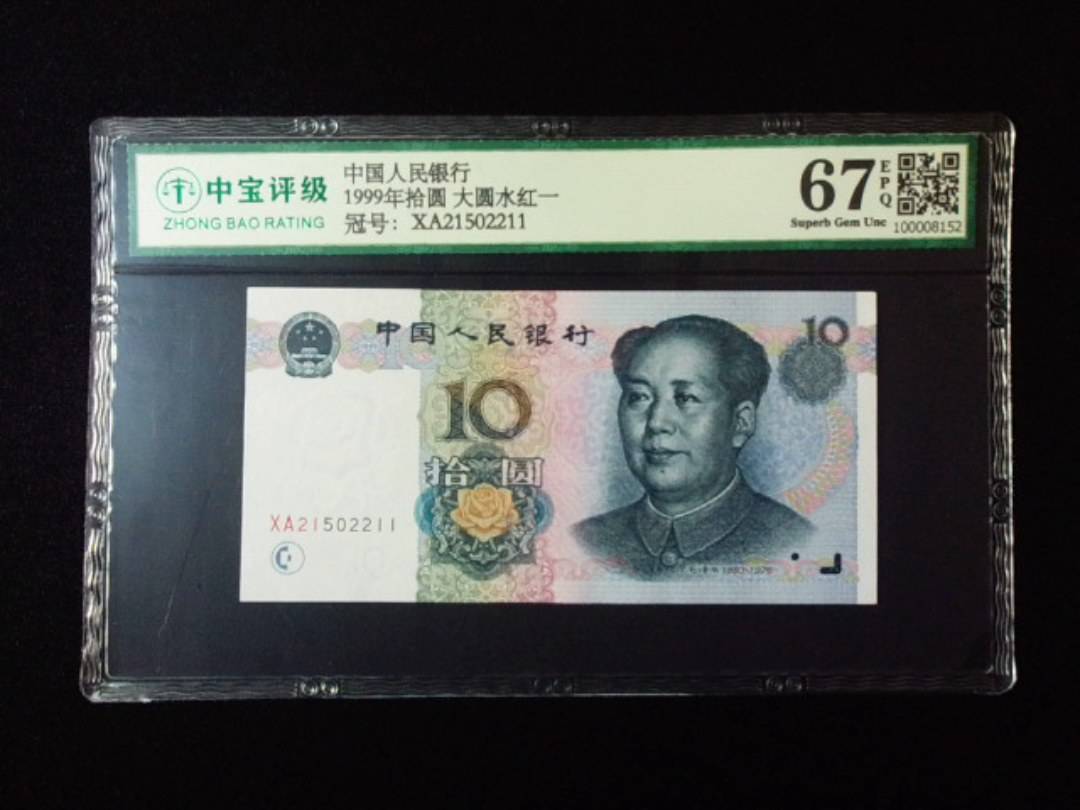 中宝评级
ZHONG BAO RATING
中国人民银行
1999年拾圆 大圆水红一
冠号：XA21502211
67
EPQ
Superb Gem Unc
100008152
中国人民银行
10
10
拾圆
XA21502211